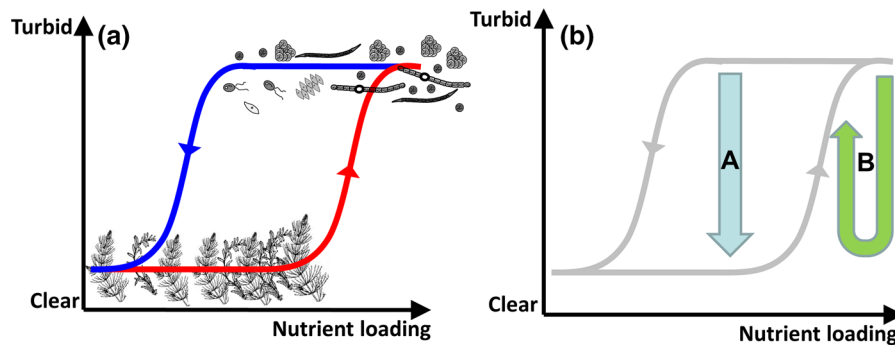 Turbid
(a)
Clear
Nutrient loading
Turbid
(b)
A
B
Clear
Nutrient loading